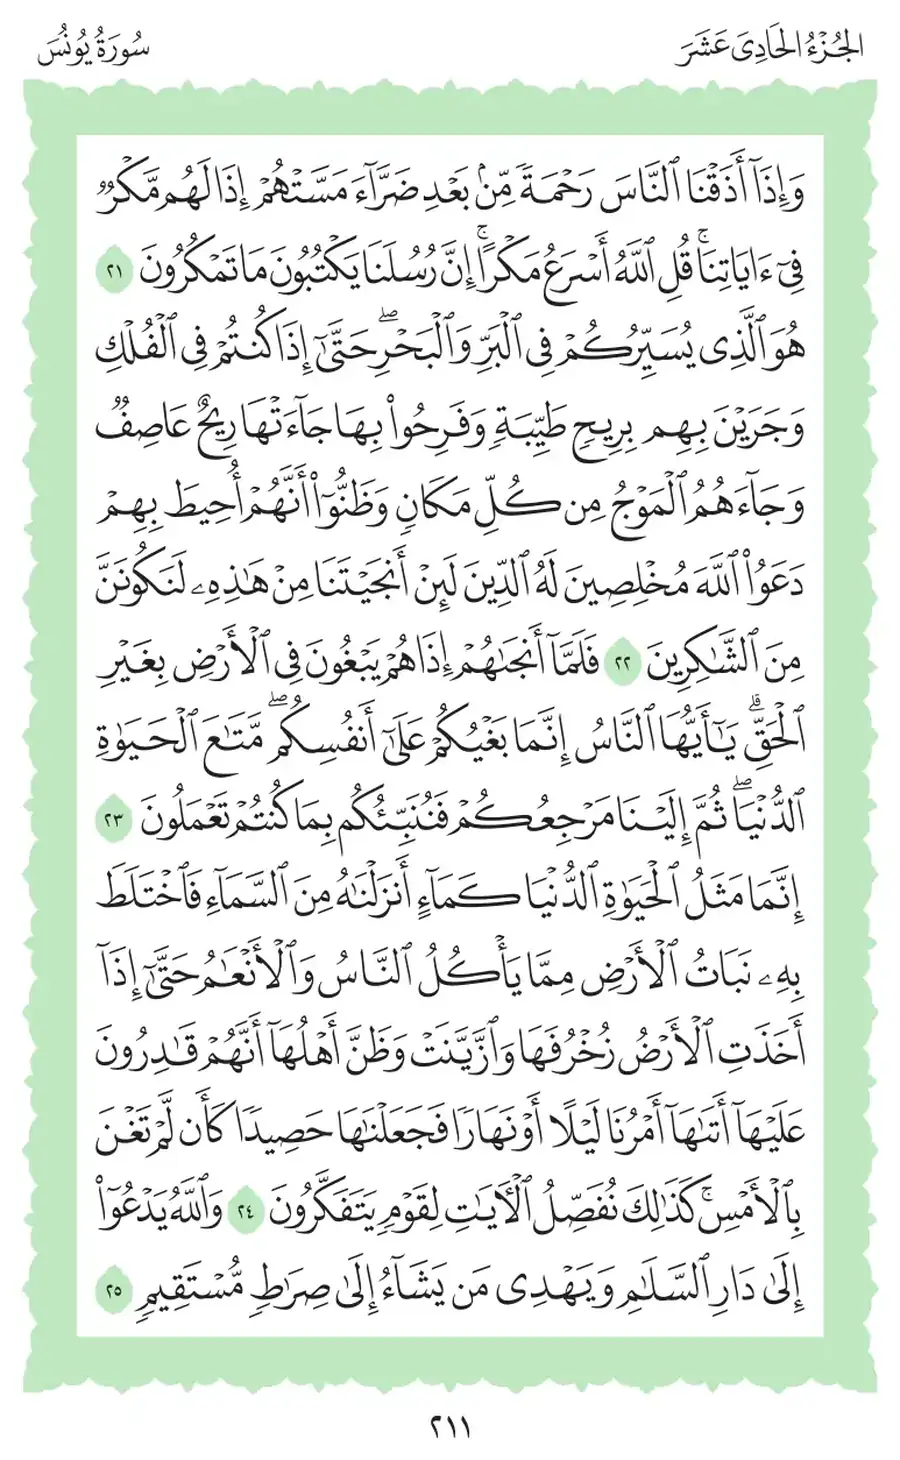 الجُزْءُ الحَادِىَ عَشَرَ
سُورَةُ يُونُسَ
وَإِذَآ أَذَقْنَا ٱلنَّاسَ رَحْمَةً مِّنۢ بَعْدِ ضَرَّآءَ مَسَّتْهُمْ إِذَا لَهُم مَّكْرٌ
فِىٓ ءَايَاتِنَا ۚ قُلِ ٱللَّهُ أَسْرَعُ مَكْرًا ۚ إِنَّ رُسُلَنَا يَكْتُبُونَ مَا تَمْكُرُونَ ٢١
هُوَ ٱلَّذِى يُسَيِّرُكُمْ فِى ٱلْبَرِّ وَٱلْبَحْرِ ۖ حَتَّىٰٓ إِذَا كُنتُمْ فِى ٱلْفُلْكِ
وَجَرَيْنَ بِهِم بِرِيحٍ طَيِّبَةٍ وَفَرِحُوا۟ بِهَا جَآءَتْهَا رِيحٌ عَاصِفٌ
وَجَآءَهُمُ ٱلْمَوْجُ مِن كُلِّ مَكَانٍ وَظَنُّوٓا۟ أَنَّهُمْ أُحِيطَ بِهِمْ
دَعَوُا۟ ٱللَّهَ مُخْلِصِينَ لَهُ ٱلدِّينَ لَئِنْ أَنجَيْتَنَا مِنْ هَـٰذِهِۦ لَنَكُونَنَّ
مِنَ ٱلشَّـٰكِرِينَ ٢٢ فَلَمَّآ أَنجَىٰهُمْ إِذَا هُمْ يَبْغُونَ فِى ٱلْأَرْضِ بِغَيْرِ
ٱلْحَقِّ ۗ يَـٰٓأَيُّهَا ٱلنَّاسُ إِنَّمَا بَغْيُكُمْ عَلَىٰٓ أَنفُسِكُم ۖ مَّتَـٰعَ ٱلْحَيَوٰةِ
ٱلدُّنْيَا ۖ ثُمَّ إِلَيْنَا مَرْجِعُكُمْ فَنُنَبِّئُكُم بِمَا كُنتُمْ تَعْمَلُونَ ٢٣
إِنَّمَا مَثَلُ ٱلْحَيَوٰةِ ٱلدُّنْيَا كَمَآءٍ أَنزَلْنَـٰهُ مِنَ ٱلسَّمَآءِ فَٱخْتَلَطَ
بِهِۦ نَبَاتُ ٱلْأَرْضِ مِمَّا يَأْكُلُ ٱلنَّاسُ وَٱلْأَنْعَـٰمُ حَتَّىٰٓ إِذَآ
أَخَذَتِ ٱلْأَرْضُ زُخْرُفَهَا وَٱزَّيَّنَتْ وَظَنَّ أَهْلُهَآ أَنَّهُمْ قَـٰدِرُونَ
عَلَيْهَآ أَتَىٰهَآ أَمْرُنَا لَيْلًا أَوْ نَهَارًا فَجَعَلْنَـٰهَا حَصِيدًا كَأَن لَّمْ تَغْنَ
بِٱلْأَمْسِ ۚ كَذَٰلِكَ نُفَصِّلُ ٱلْـَٔايَـٰتِ لِقَوْمٍ يَتَفَكَّرُونَ ٢٤ وَٱللَّهُ يَدْعُوٓا۟
إِلَىٰ دَارِ ٱلسَّلَـٰمِ وَيَهْدِى مَن يَشَآءُ إِلَىٰ صِرَٰطٍ مُّسْتَقِيمٍ ٢٥
٢١١